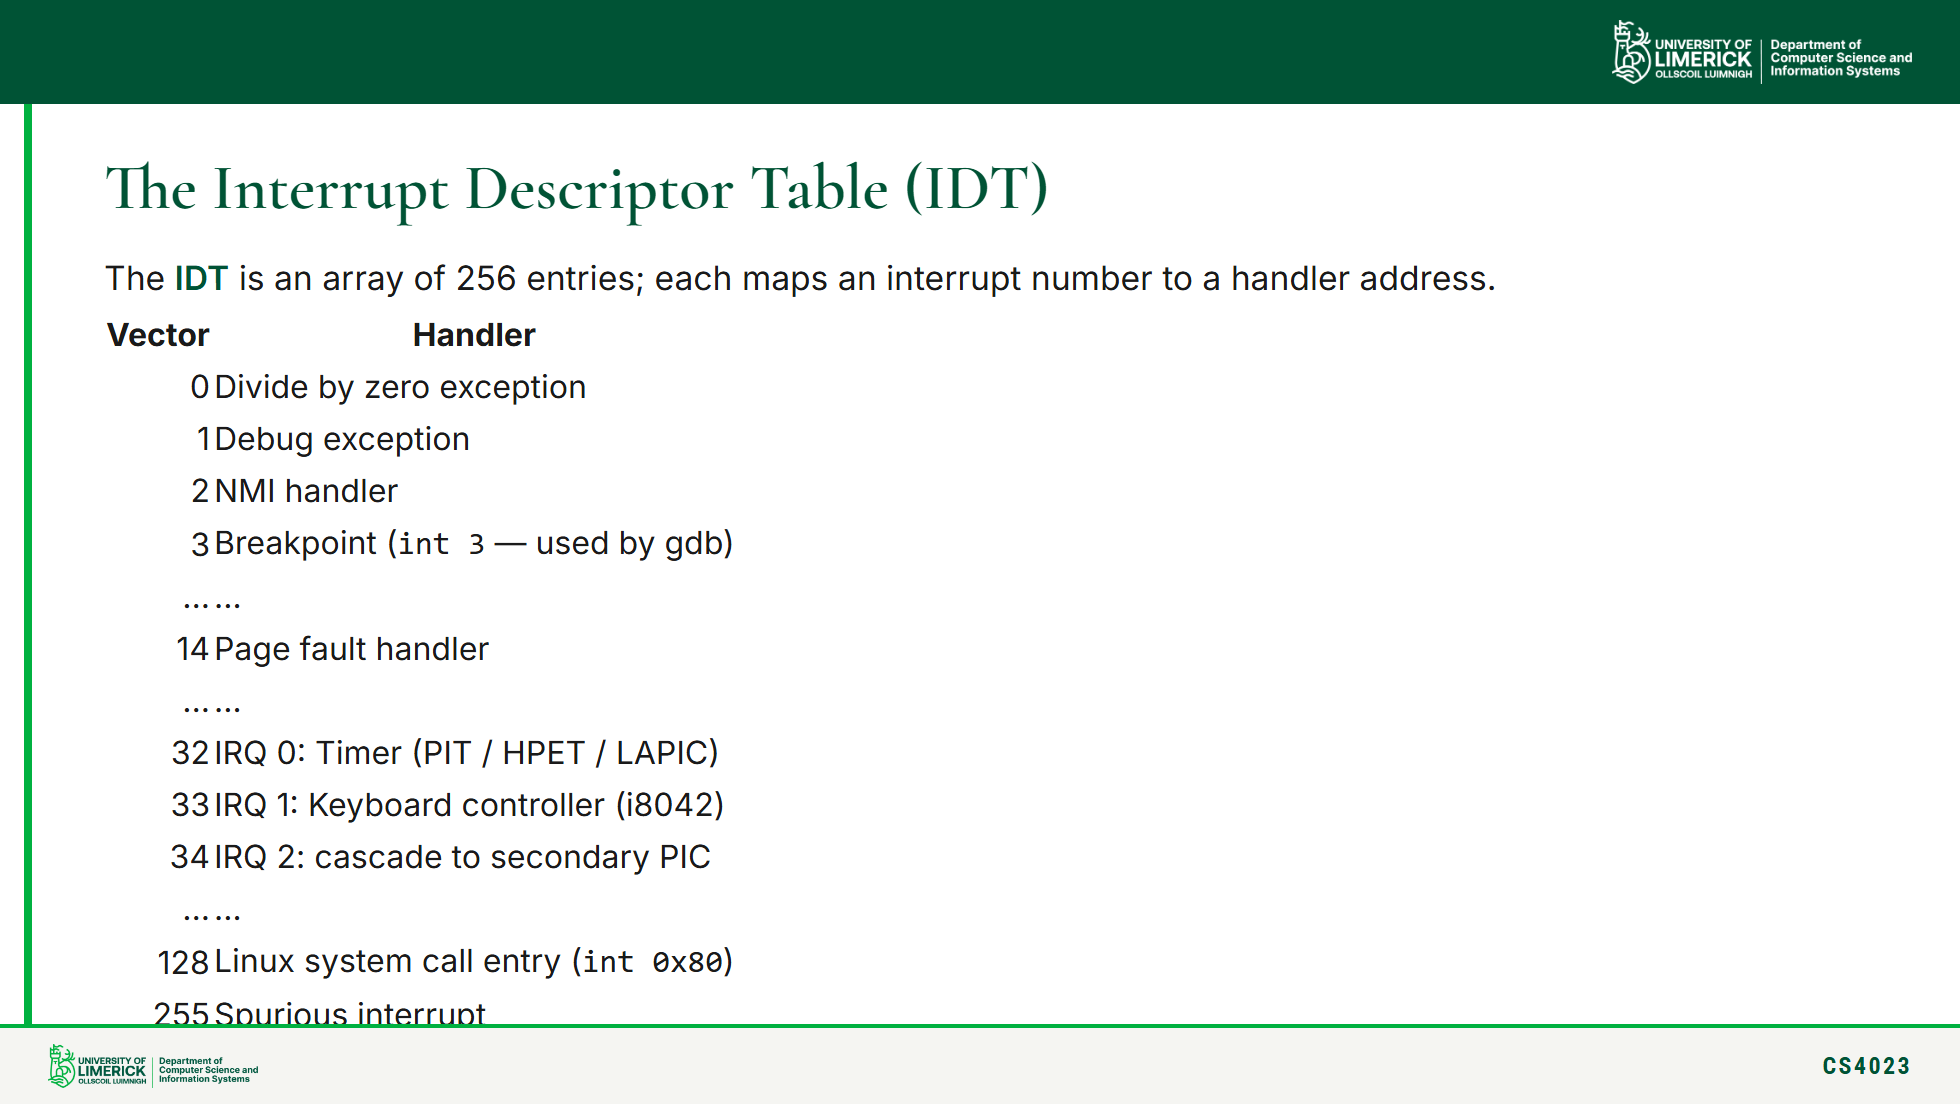 UNIVERSITY OF
LIMERICK
OLLSCOIL LUIMNIGH
Department of
Computer Science and
Information Systems
The Interrupt Descriptor Table (IDT)
The IDT is an array of 256 entries; each maps an interrupt number to a handler address.
Vector Handler
0 Divide by zero exception
1 Debug exception
2 NMI handler
3 Breakpoint (int 3 — used by gdb)
... ...
14 Page fault handler
... ...
32 IRQ 0: Timer (PIT / HPET / LAPIC)
33 IRQ 1: Keyboard controller (i8042)
34 IRQ 2: cascade to secondary PIC
... ...
128 Linux system call entry (int 0x80)
255 Spurious interrupt
UNIVERSITY OF
LIMERICK
OLLSCOIL LUIMNIGH
Department of
Computer Science and
Information Systems
CS4023